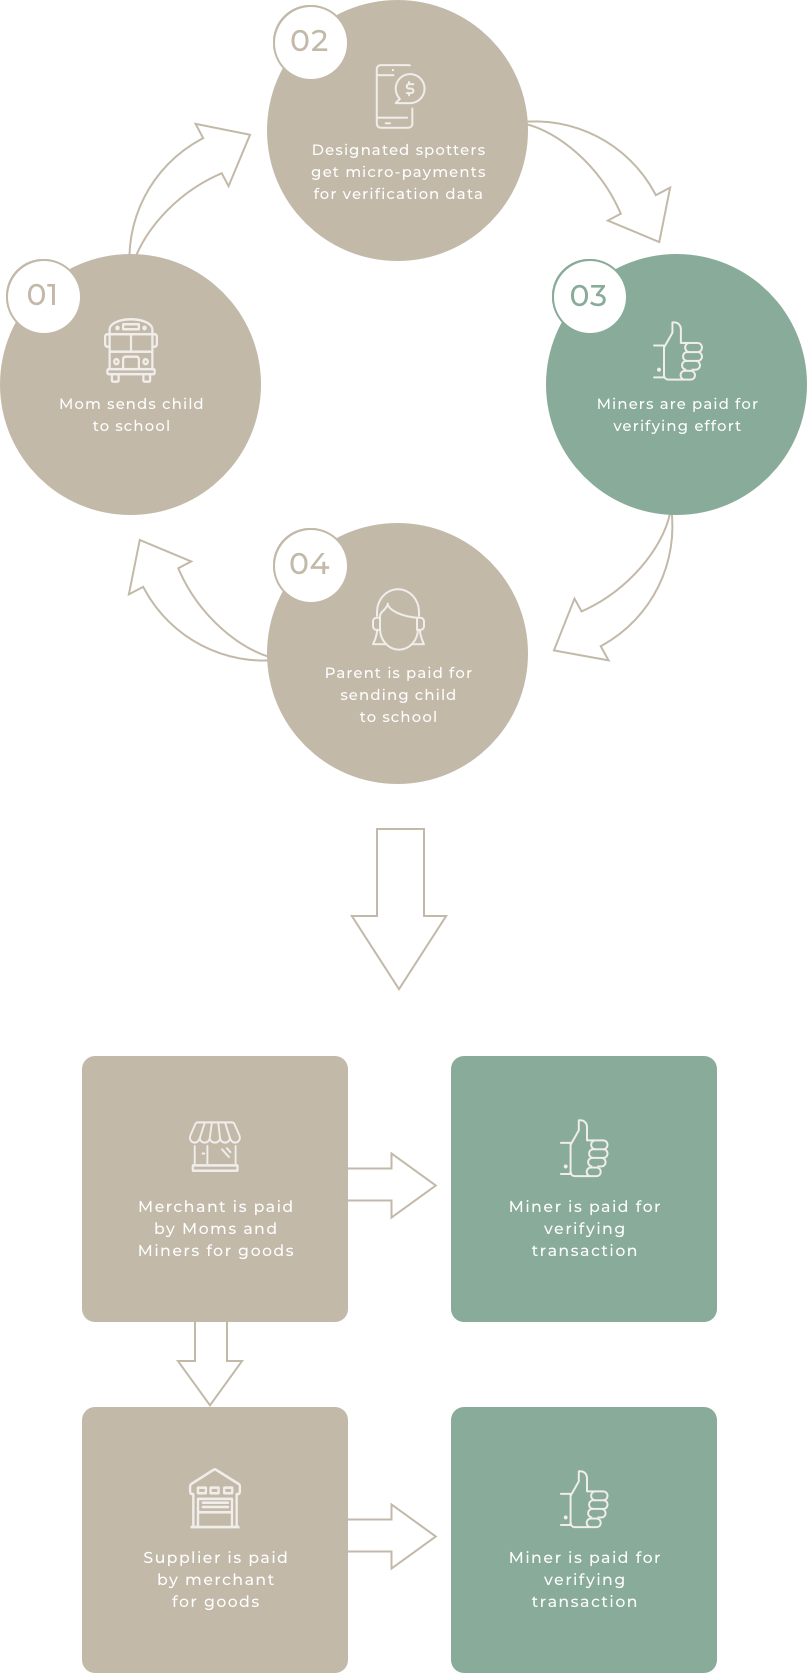 02
Designated spotters
get micro-payments
for verification data
01
Mom sends child
to school
03
Miners are paid for
verifying effort
04
Parent is paid for
sending child
to school
Merchant is paid
by Moms and
Miners for goods
Miner is paid for
verifying
transaction
Supplier is paid
by merchant
for goods
Miner is paid for
verifying
transaction